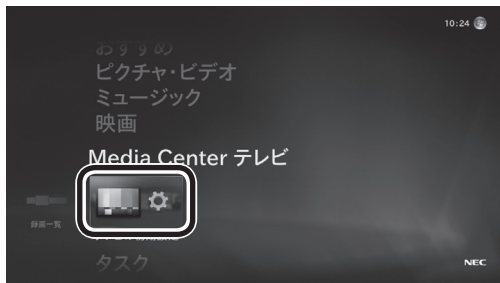 10:24
おすすめ
ピクチャ・ビデオ
ミュージック
映画
Media Center テレビ
録画一覧
タスク
NEC